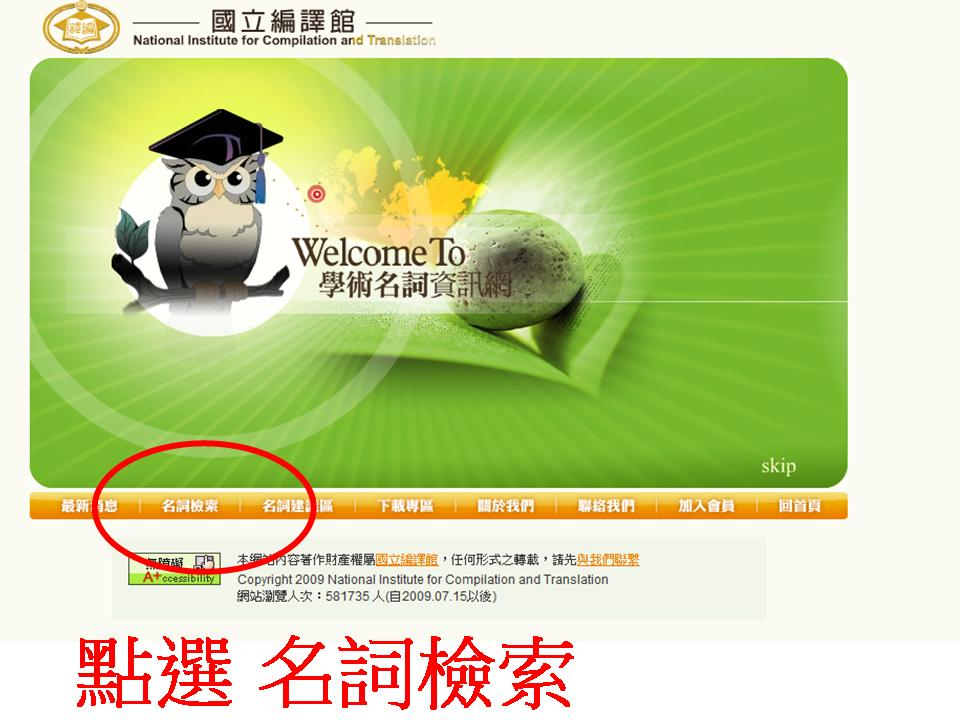 國立編譯館
National Institute for Compilation and Translation
Welcome To
學術名詞資訊網
skip
最新消息 名詞檢索 名詞建議區 下載專區 關於我們 聯絡我們 加入會員 回首頁
無障礙
A+ccessibility
本網站內容著作財產權屬國立編譯館，任何形式之轉載，請先與我們聯繫
Copyright 2009 National Institute for Compilation and Translation
網站瀏覽人次：581735 人(自2009.07.15以後)
點選 名詞檢索